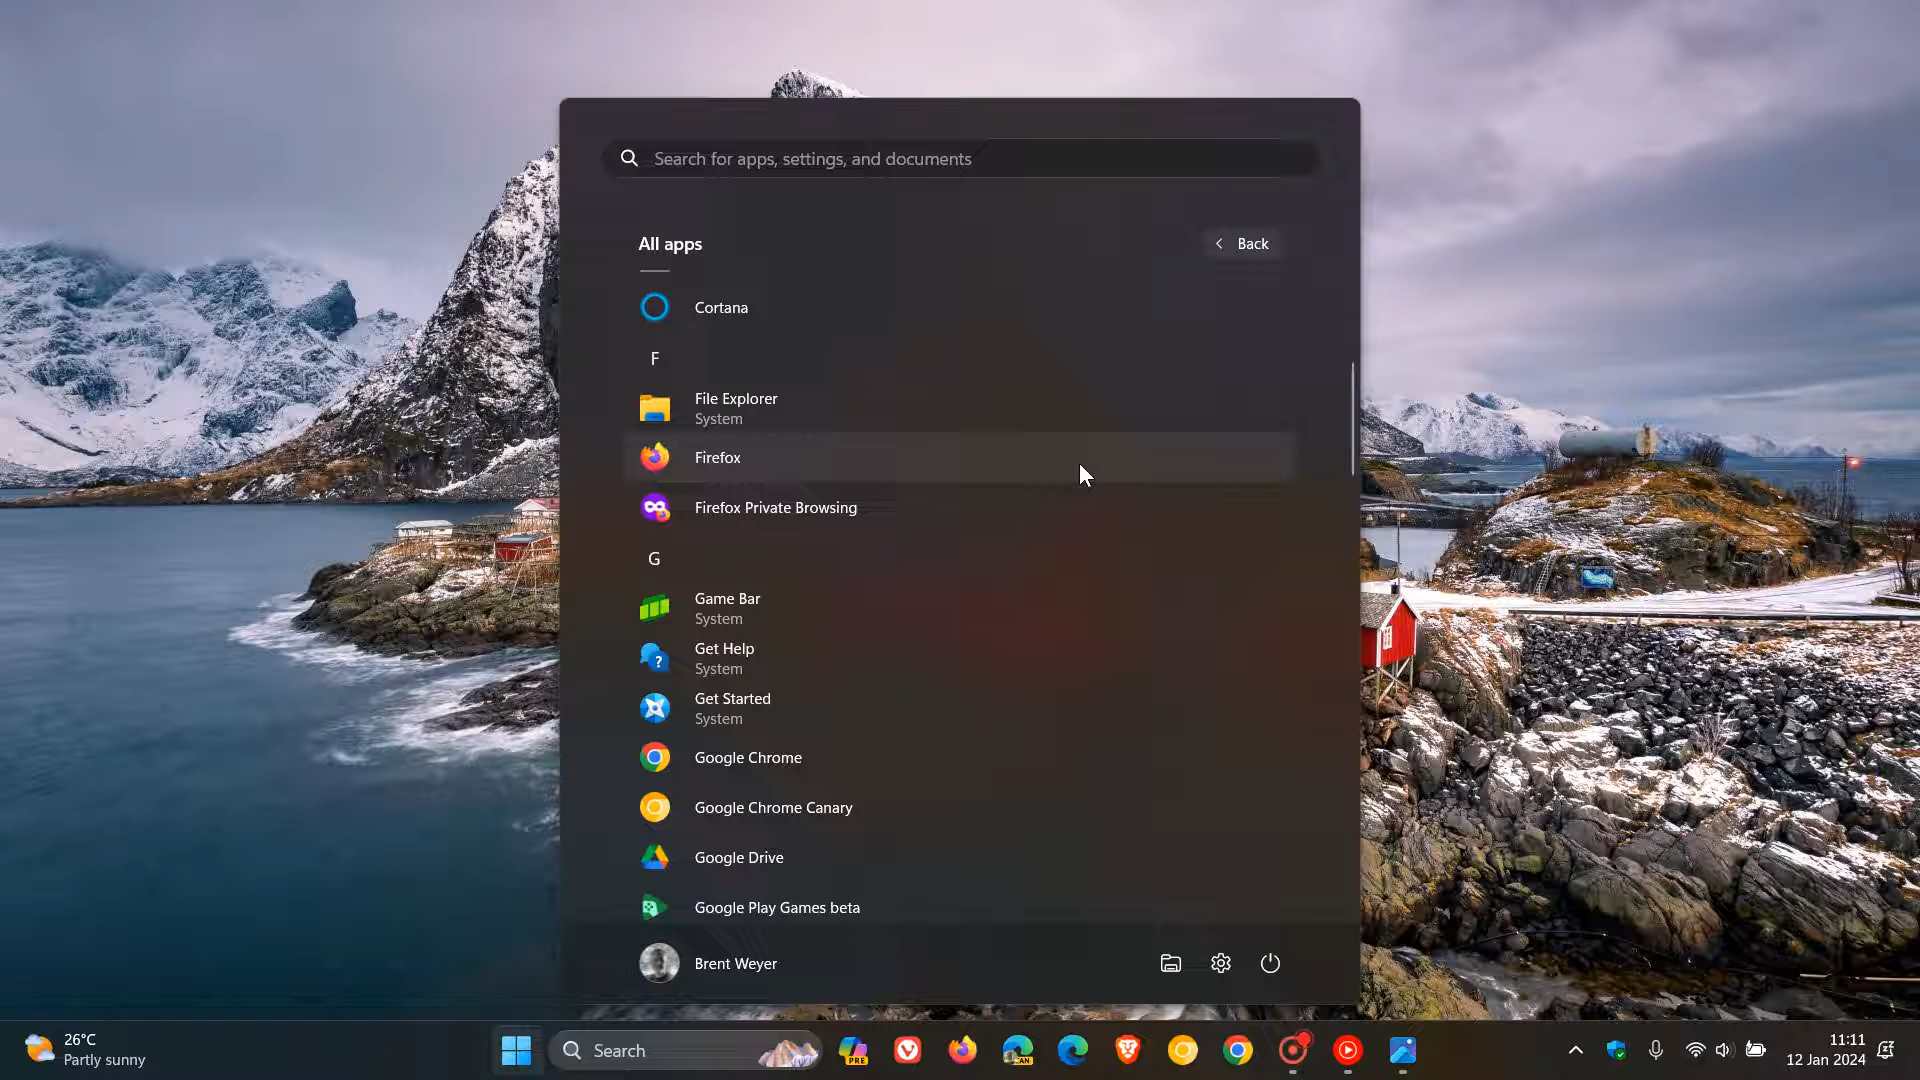 Search for apps, settings, and documents
All apps
Back
Cortana
F
File Explorer
System
Firefox
Firefox Private Browsing
G
Game Bar
System
Get Help
System
Get Started
System
Google Chrome
Google Chrome Canary
Google Drive
Google Play Games beta
Brent Weyer
26°C
Partly sunny
Search
PRE
CAN
11:11
12 Jan 2024